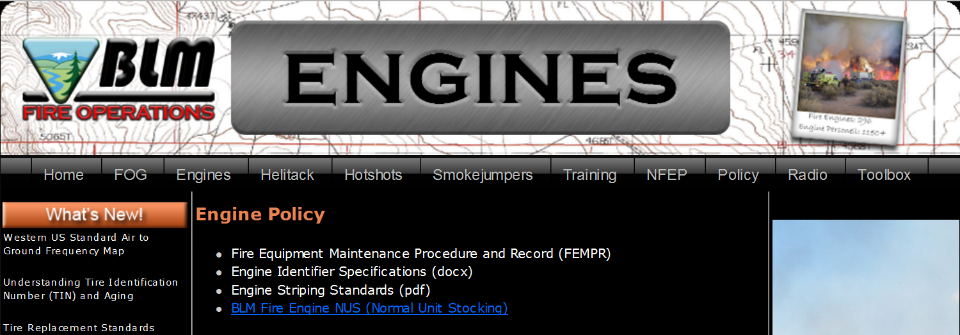 BLM
FIRE OPERATIONS
ENGINES
Fire Engines: 296
Engine Personell: 1150+
Home FOG Engines Helitack Hotshots Smokejumpers Training NFEP Policy Radio Toolbox
What's New!
Western US Standard Air to
Ground Frequency Map
Understanding Tire Identification
Number (TIN) and Aging
Tire Replacement Standards
Engine Policy
Fire Equipment Maintenance Procedure and Record (FEMPR)
Engine Identifier Specifications (docx)
Engine Striping Standards (pdf)
BLM Fire Engine NUS (Normal Unit Stocking)